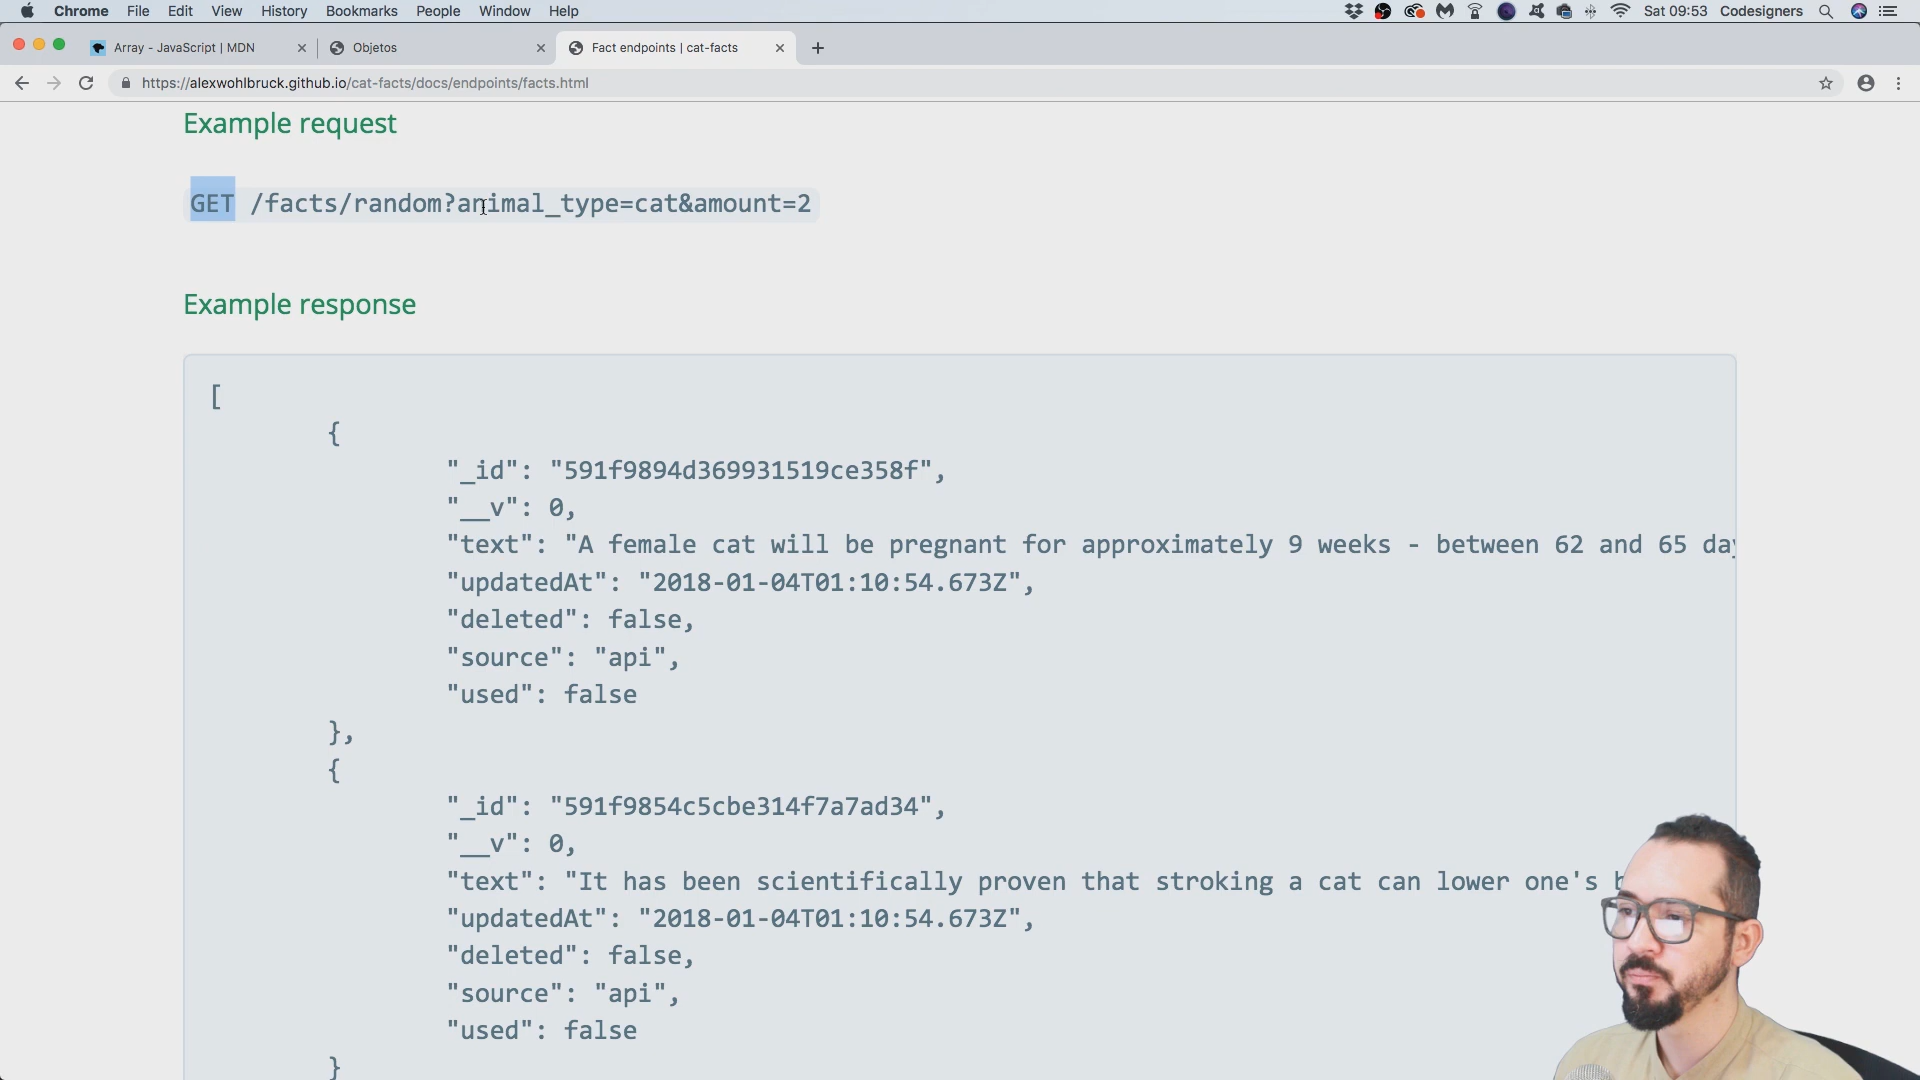 Chrome File Edit View History Bookmarks People Window Help Sat 09:53 Codesigners
Array - JavaScript | MDN Objetos Fact endpoints | cat-facts
https://alexwohlbruck.github.io/cat-facts/docs/endpoints/facts.html
Example request
GET /facts/random?animal_type=cat&amount=2
Example response
[
{
"_id": "591f9894d369931519ce358f",
"__v": 0,
"text": "A female cat will be pregnant for approximately 9 weeks - between 62 and 65 day
"updatedAt": "2018-01-04T01:10:54.673Z",
"deleted": false,
"source": "api",
"used": false
},
{
"_id": "591f9854c5cbe314f7a7ad34",
"__v": 0,
"text": "It has been scientifically proven that stroking a cat can lower one's b
"updatedAt": "2018-01-04T01:10:54.673Z",
"deleted": false,
"source": "api",
"used": false
}